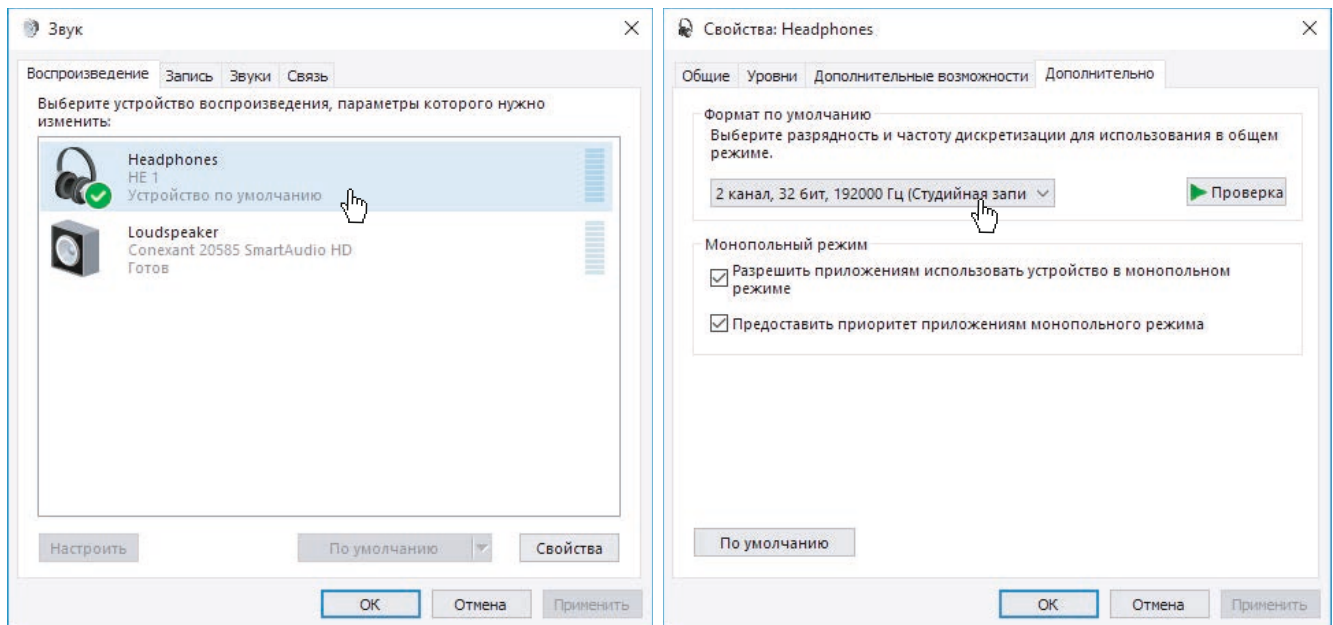 Звук
Воспроизведение Запись Звуки Связь
Выберите устройство воспроизведения, параметры которого нужно
изменить:
Headphones
HE 1
Устройство по умолчанию
Loudspeaker
Conexant 20585 SmartAudio HD
Готов
Настроить По умолчанию Свойства
ОК Отмена Применить
Свойства: Headphones
Общие Уровни Дополнительные возможности Дополнительно
Формат по умолчанию
Выберите разрядность и частоту дискретизации для использования в общем
режиме.
2 канал, 32 бит, 192000 Гц (Студийная запи Проверка
Монопольный режим
Разрешить приложениям использовать устройство в монопольном
режиме
Предоставить приоритет приложениям монопольного режима
По умолчанию
ОК Отмена Применить